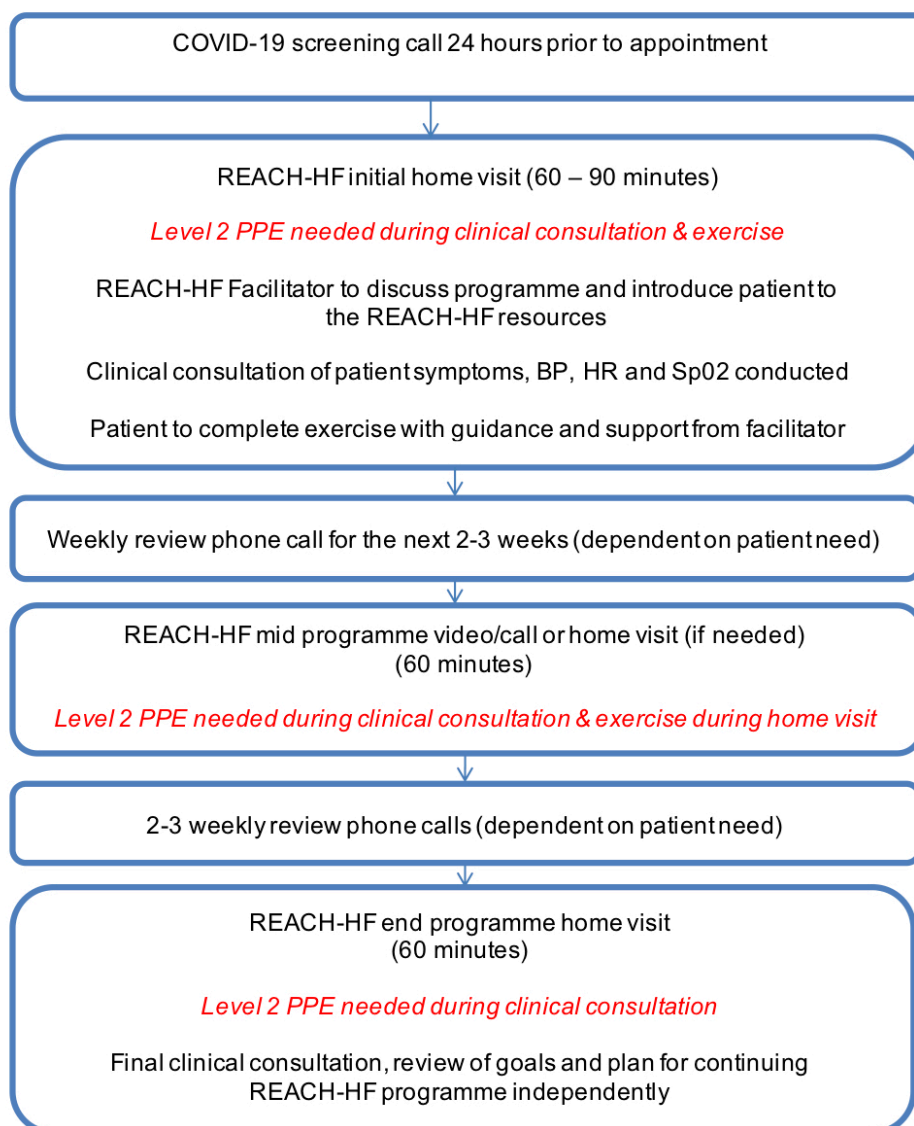 COVID-19 screening call 24 hours prior to appointment
REACH-HF initial home visit (60 – 90 minutes)
Level 2 PPE needed during clinical consultation & exercise
REACH-HF Facilitator to discuss programme and introduce patient to
the REACH-HF resources
Clinical consultation of patient symptoms, BP, HR and Sp02 conducted
Patient to complete exercise with guidance and support from facilitator
Weekly review phone call for the next 2-3 weeks (dependent on patient need)
REACH-HF mid programme video/call or home visit (if needed)
(60 minutes)
Level 2 PPE needed during clinical consultation & exercise during home visit
2-3 weekly review phone calls (dependent on patient need)
REACH-HF end programme home visit
(60 minutes)
Level 2 PPE needed during clinical consultation
Final clinical consultation, review of goals and plan for continuing
REACH-HF programme independently